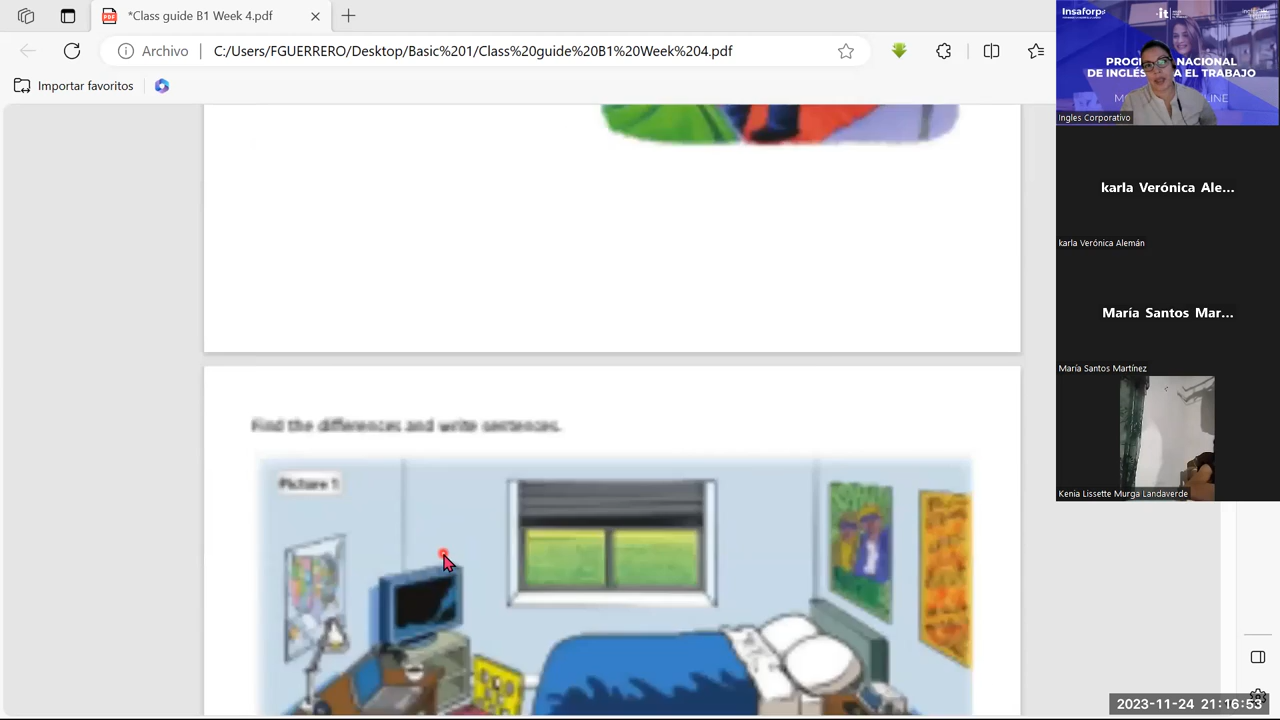 *Class guide B1 Week 4.pdf
Archivo
C:/Users/FGUERRERO/Desktop/Basic%201/Class%20guide%20B1%20Week%204.pdf
Importar favoritos
Find the differences and write sentences.
Picture 1
Insaforp
it
PROGRAMA NACIONAL
DE INGLÉS PARA EL TRABAJO
Ingles Corporativo
karla Verónica Ale...
karla Verónica Alemán
María Santos Mar...
María Santos Martínez
Kenia Lissette Murga Landaverde
2023-11-24 21:16:53